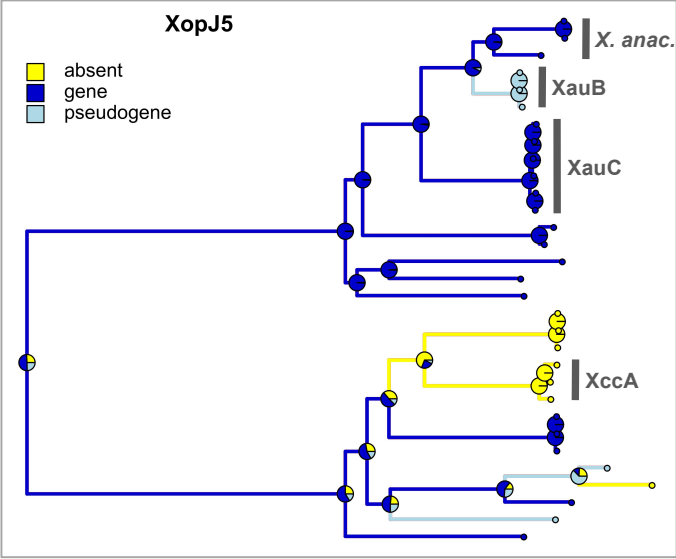 XopJ5
absent
gene
pseudogene
X. anac.
XauB
XauC
XccA